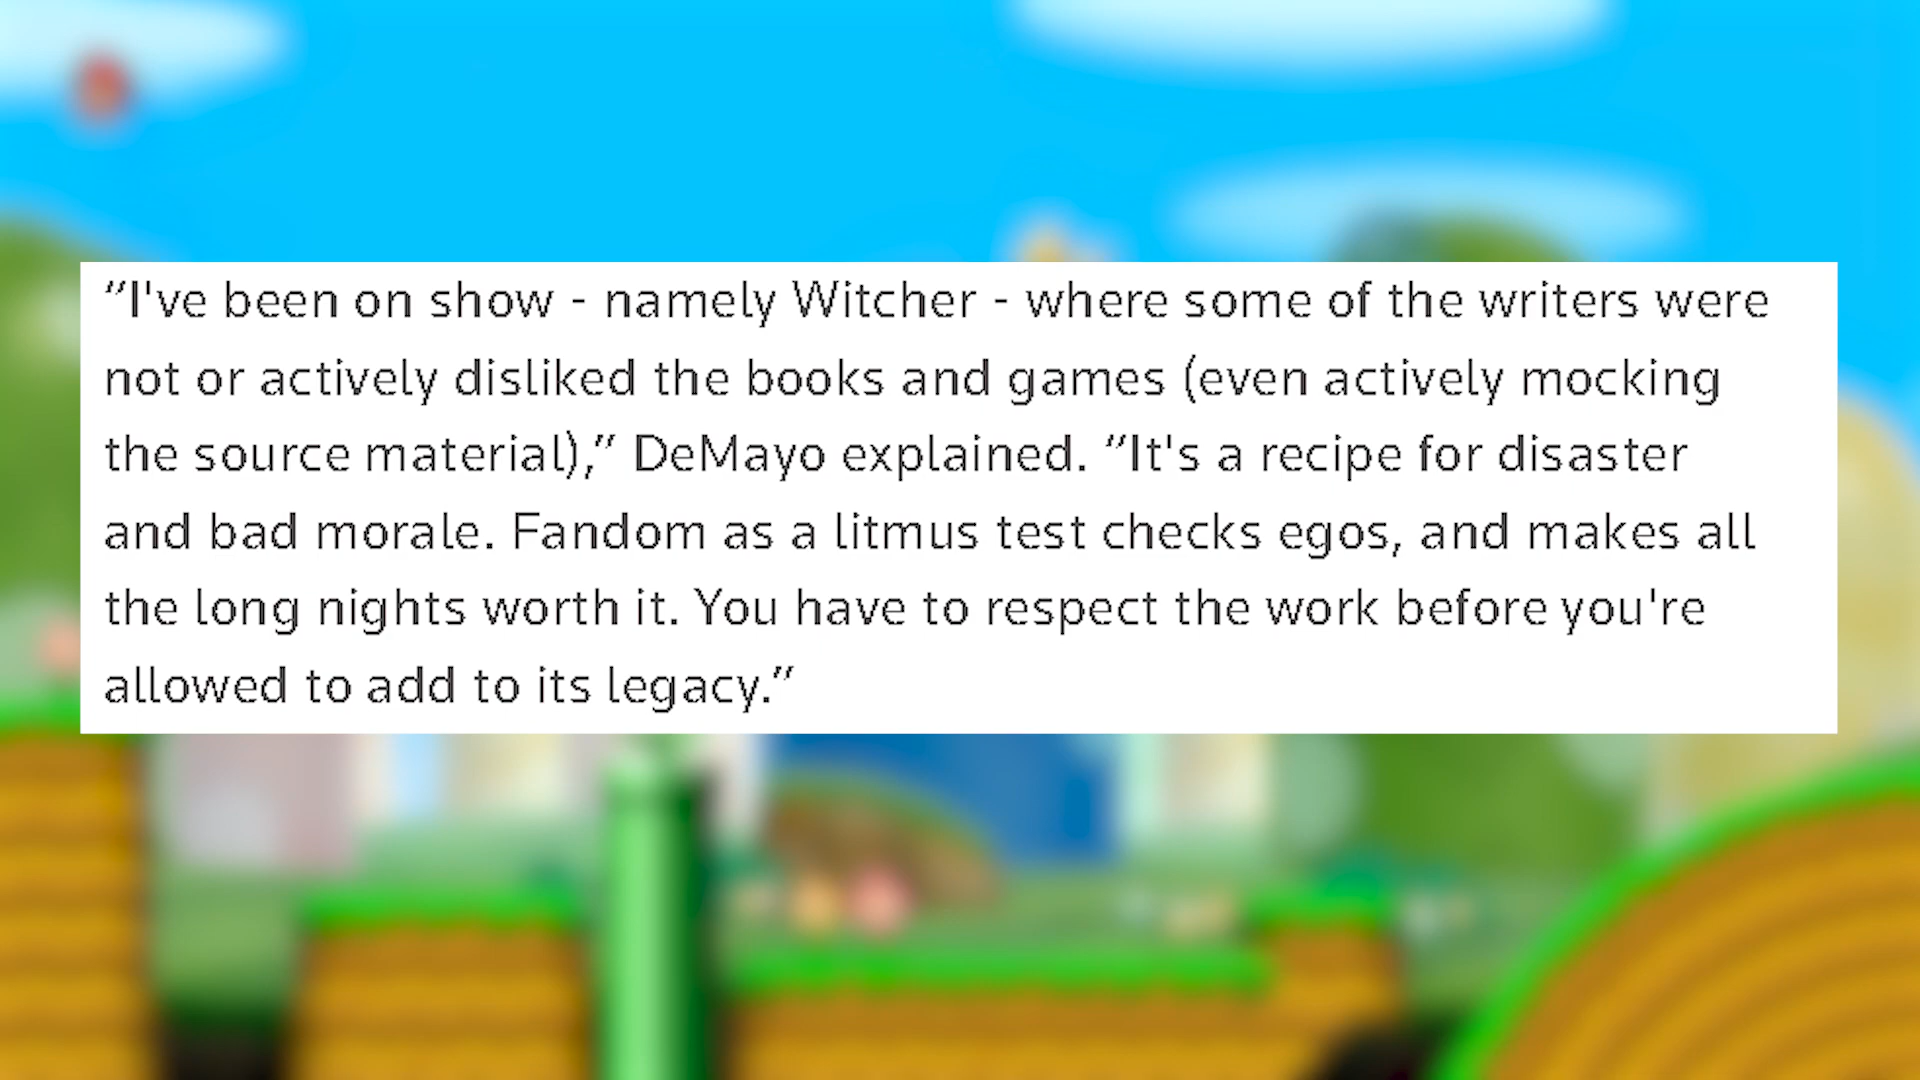 ”I've been on show - namely Witcher - where some of the writers were
not or actively disliked the books and games (even actively mocking
the source material),” DeMayo explained. ”It's a recipe for disaster
and bad morale. Fandom as a litmus test checks egos, and makes all
the long nights worth it. You have to respect the work before you're
allowed to add to its legacy.”